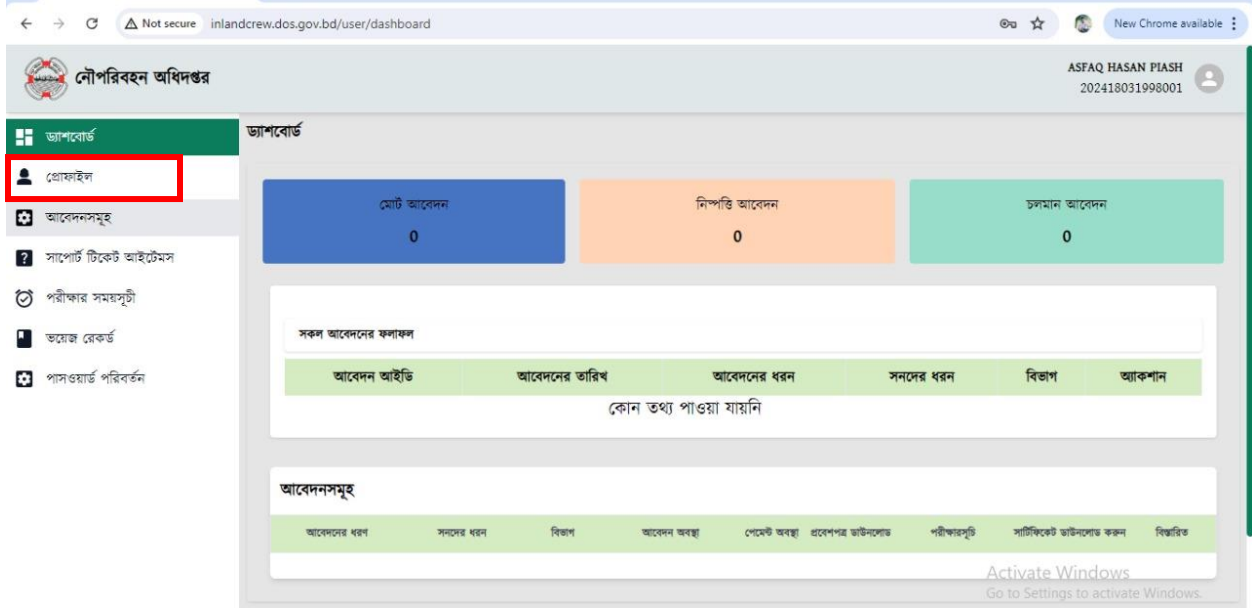 Not secure inlandcrew.dos.gov.bd/user/dashboard New Chrome available
নৌপরিবহন অধিদপ্তর
ASFAQ HASAN PIASH
202418031998001
ড্যাশবোর্ড
প্রোফাইল
আবেদনসমূহ
সাপোর্ট টিকেট আইটেমস
পরীক্ষার সময়সূচী
ভয়েজ রেকর্ড
পাসওয়ার্ড পরিবর্তন
ড্যাশবোর্ড
মোট আবেদন নিষ্পত্তি আবেদন চলমান আবেদন
0 0 0
সকল আবেদনের ফলাফল
আবেদন আইডি আবেদনের তারিখ আবেদনের ধরন সনদের ধরন বিভাগ অ্যাকশান
কোন তথ্য পাওয়া যায়নি
আবেদনসমূহ
আবেদনের ধরণ সনদের ধরন বিভাগ আবেদন অবস্থা পেমেন্ট অবস্থা প্রবেশপত্র ডাউনলোড পরীক্ষারসূচি সার্টিফিকেট ডাউনলোড করুন বিস্তারিত
Activate Windows
Go to Settings to activate Windows.